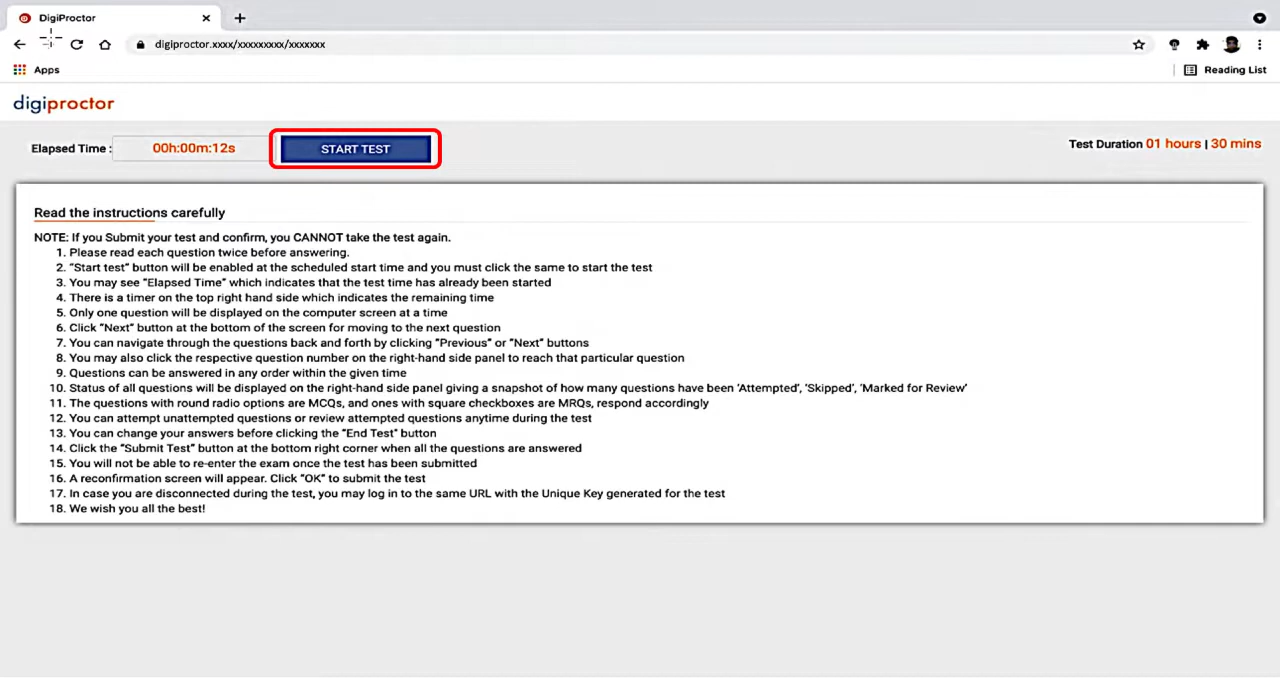 DigiProctor
digiproctor.xxxx/xxxxxxxxx/xxxxxxx
Apps
Reading List
digiproctor
Elapsed Time : 00h:00m:12s START TEST
Test Duration 01 hours | 30 mins
Read the instructions carefully
NOTE: If you Submit your test and confirm, you CANNOT take the test again.
1. Please read each question twice before answering.
2. “Start test” button will be enabled at the scheduled start time and you must click the same to start the test
3. You may see “Elapsed Time” which indicates that the test time has already been started
4. There is a timer on the top right hand side which indicates the remaining time
5. Only one question will be displayed on the computer screen at a time
6. Click “Next” button at the bottom of the screen for moving to the next question
7. You can navigate through the questions back and forth by clicking “Previous” or “Next” buttons
8. You may also click the respective question number on the right-hand side panel to reach that particular question
9. Questions can be answered in any order within the given time
10. Status of all questions will be displayed on the right-hand side panel giving a snapshot of how many questions have been ‘Attempted’, ‘Skipped’, ‘Marked for Review’
11. The questions with round radio options are MCQs, and ones with square checkboxes are MRQs, respond accordingly
12. You can attempt unattempted questions or review attempted questions anytime during the test
13. You can change your answers before clicking the “End Test” button
14. Click the “Submit Test” button at the bottom right corner when all the questions are answered
15. You will not be able to re-enter the exam once the test has been submitted
16. A reconfirmation screen will appear. Click “OK” to submit the test
17. In case you are disconnected during the test, you may log in to the same URL with the Unique Key generated for the test
18. We wish you all the best!